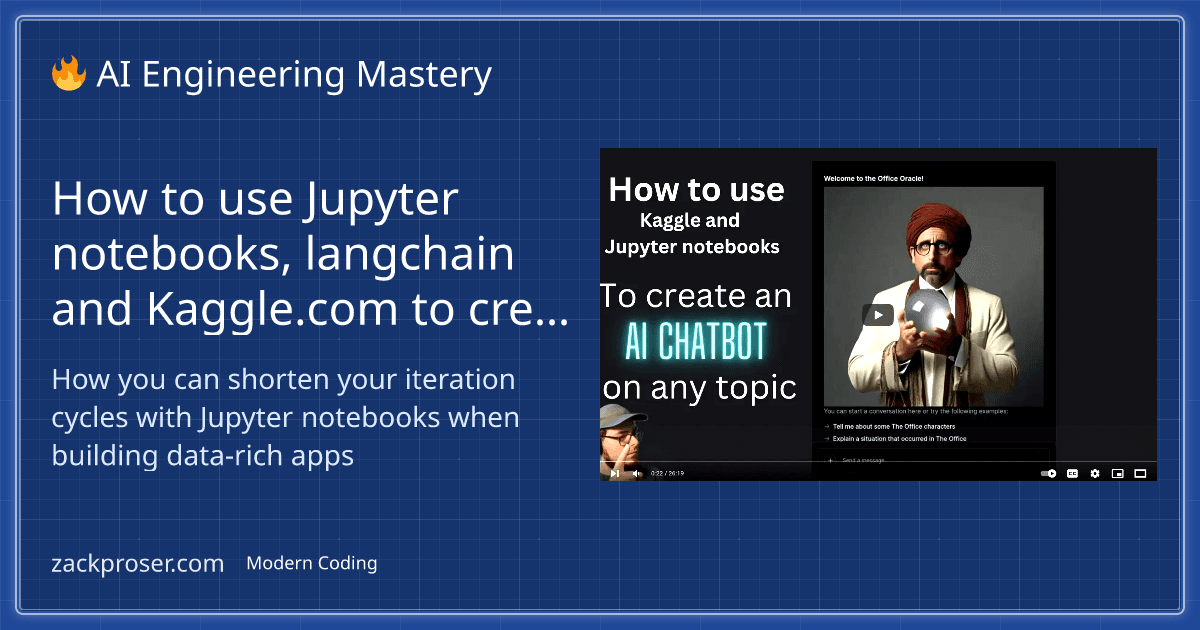 🔥 AI Engineering Mastery
How to use Jupyter
notebooks, langchain
and Kaggle.com to cre...
How you can shorten your iteration
cycles with Jupyter notebooks when
building data-rich apps
zackproser.com
Modern Coding
How to use
Kaggle and
Jupyter notebooks
To create an
AI CHATBOT
on any topic
Welcome to the Office Oracle!
You can start a conversation here or try the following examples:
→ Tell me about some The Office characters
→ Explain a situation that occurred in The Office
+ Send a message.
0:22 / 26:19
CC